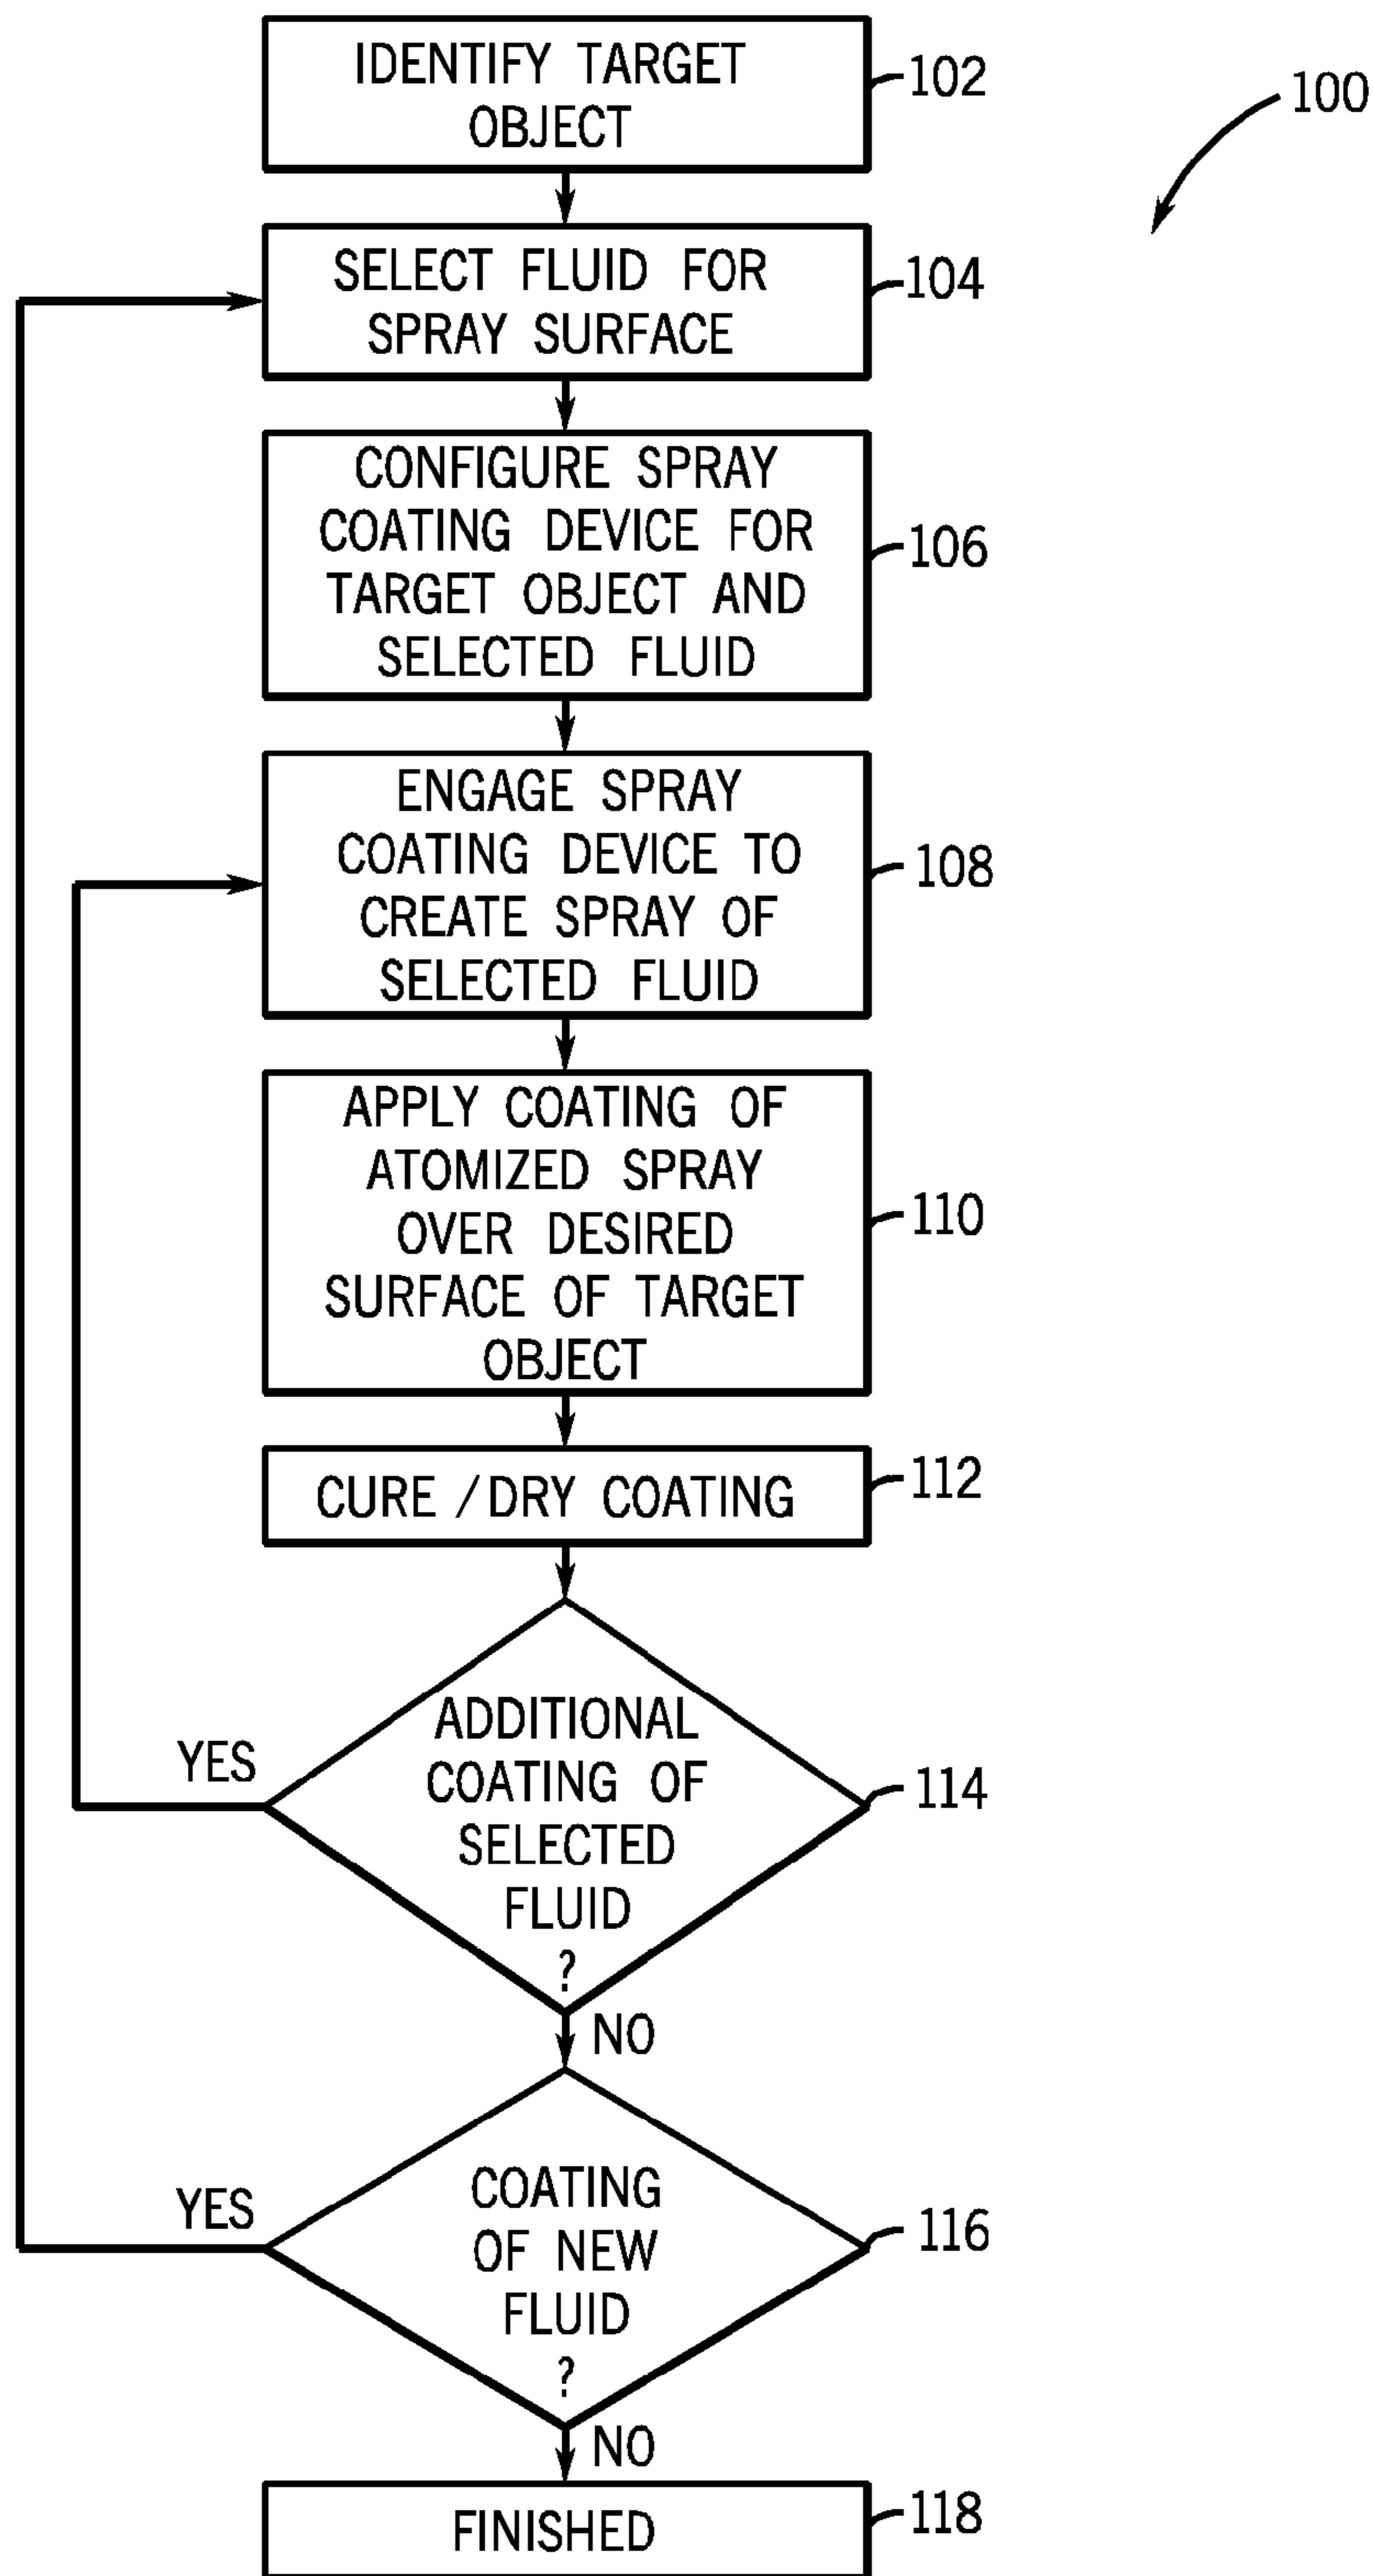 IDENTIFY TARGET
OBJECT
102
100
SELECT FLUID FOR
SPRAY SURFACE
104
CONFIGURE SPRAY
COATING DEVICE FOR
TARGET OBJECT AND
SELECTED FLUID
106
ENGAGE SPRAY
COATING DEVICE TO
CREATE SPRAY OF
SELECTED FLUID
108
APPLY COATING OF
ATOMIZED SPRAY
OVER DESIRED
SURFACE OF TARGET
OBJECT
110
CURE /DRY COATING
112
ADDITIONAL
COATING OF
SELECTED
FLUID
?
114
YES
NO
COATING
OF NEW
FLUID
?
116
YES
NO
FINISHED
118